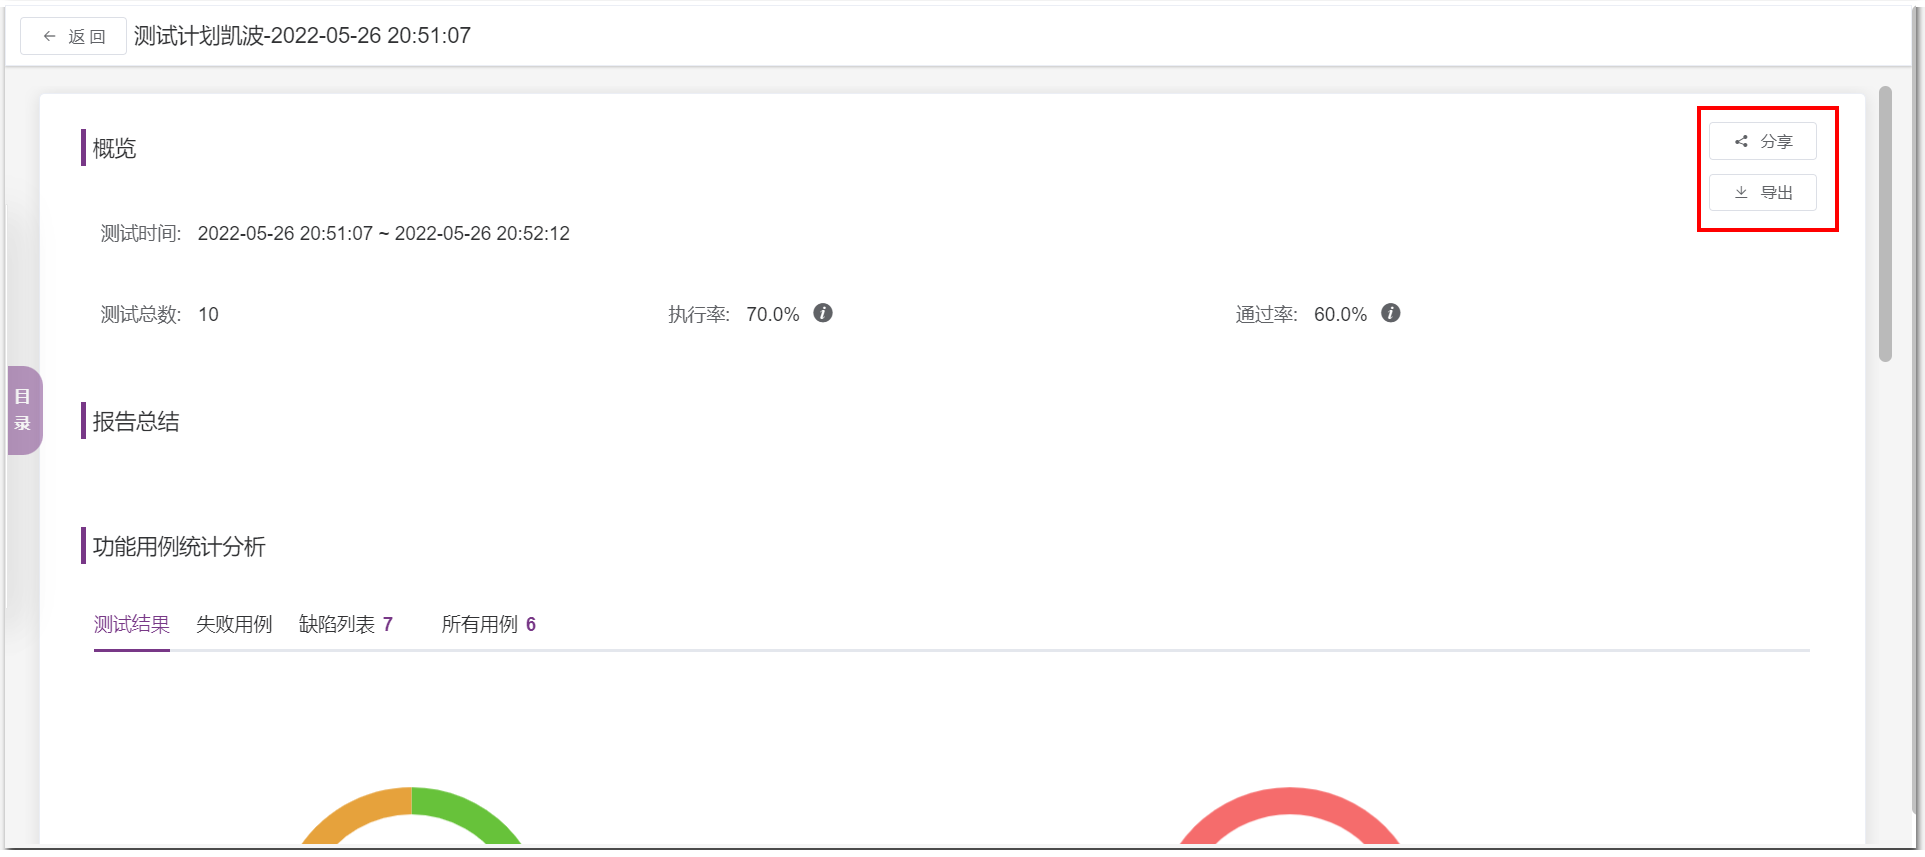 返回 测试计划凯波-2022-05-26 20:51:07
概览
分享
导出
测试时间: 2022-05-26 20:51:07 ~ 2022-05-26 20:52:12
测试总数: 10 执行率: 70.0% 通过率: 60.0%
目录
报告总结
功能用例统计分析
测试结果 失败用例 缺陷列表 7 所有用例 6